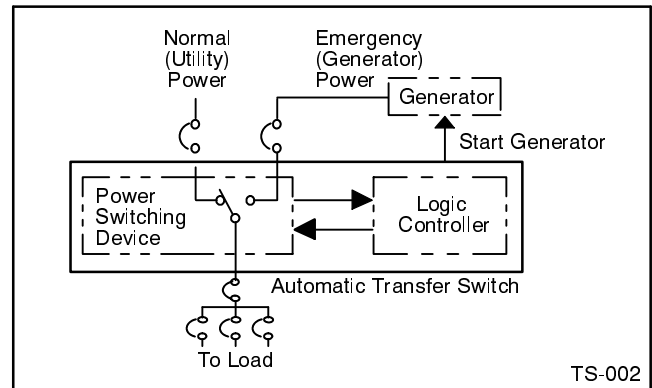 Normal
(Utility)
Power
Emergency
(Generator)
Power
Generator
Start Generator
Power
Switching
Device
Logic
Controller
Automatic Transfer Switch
To Load
TS-002